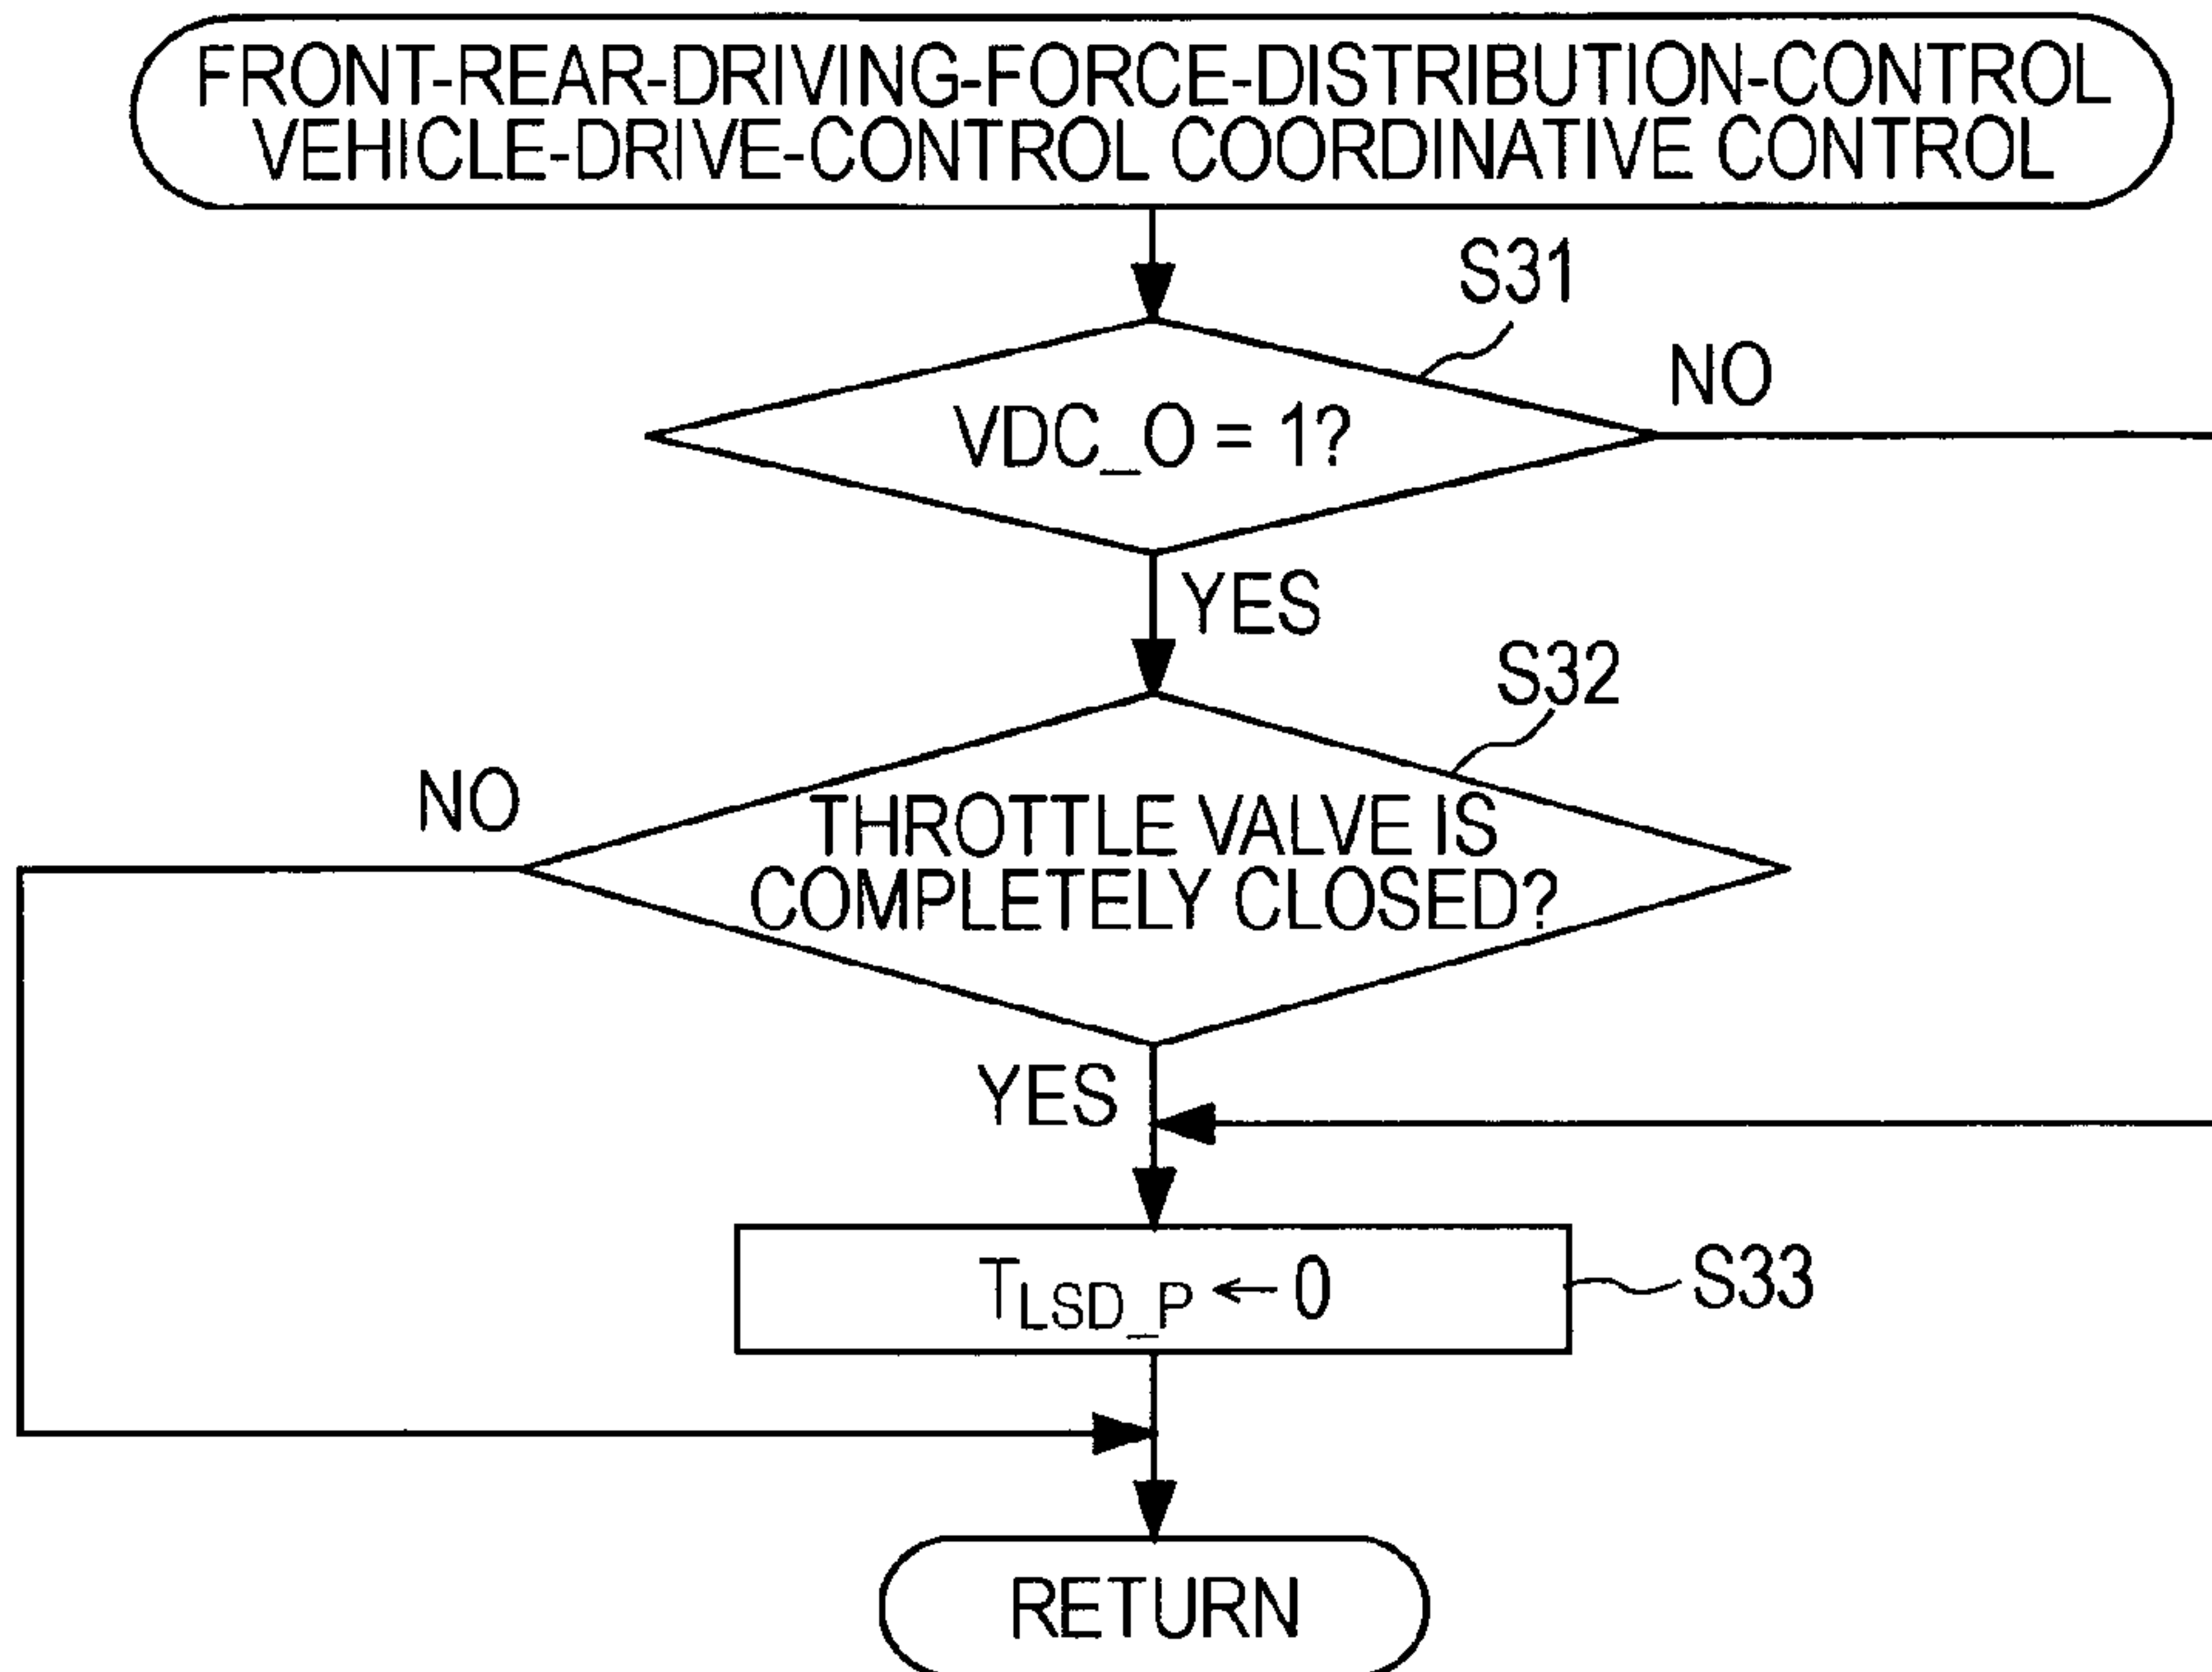 FRONT-REAR-DRIVING-FORCE-DISTRIBUTION-CONTROL
VEHICLE-DRIVE-CONTROL COORDINATIVE CONTROL
S31
NO
VDC_O = 1?
YES
S32
NO
THROTTLE VALVE IS
COMPLETELY CLOSED?
YES
TLSD_P ← 0
S33
RETURN